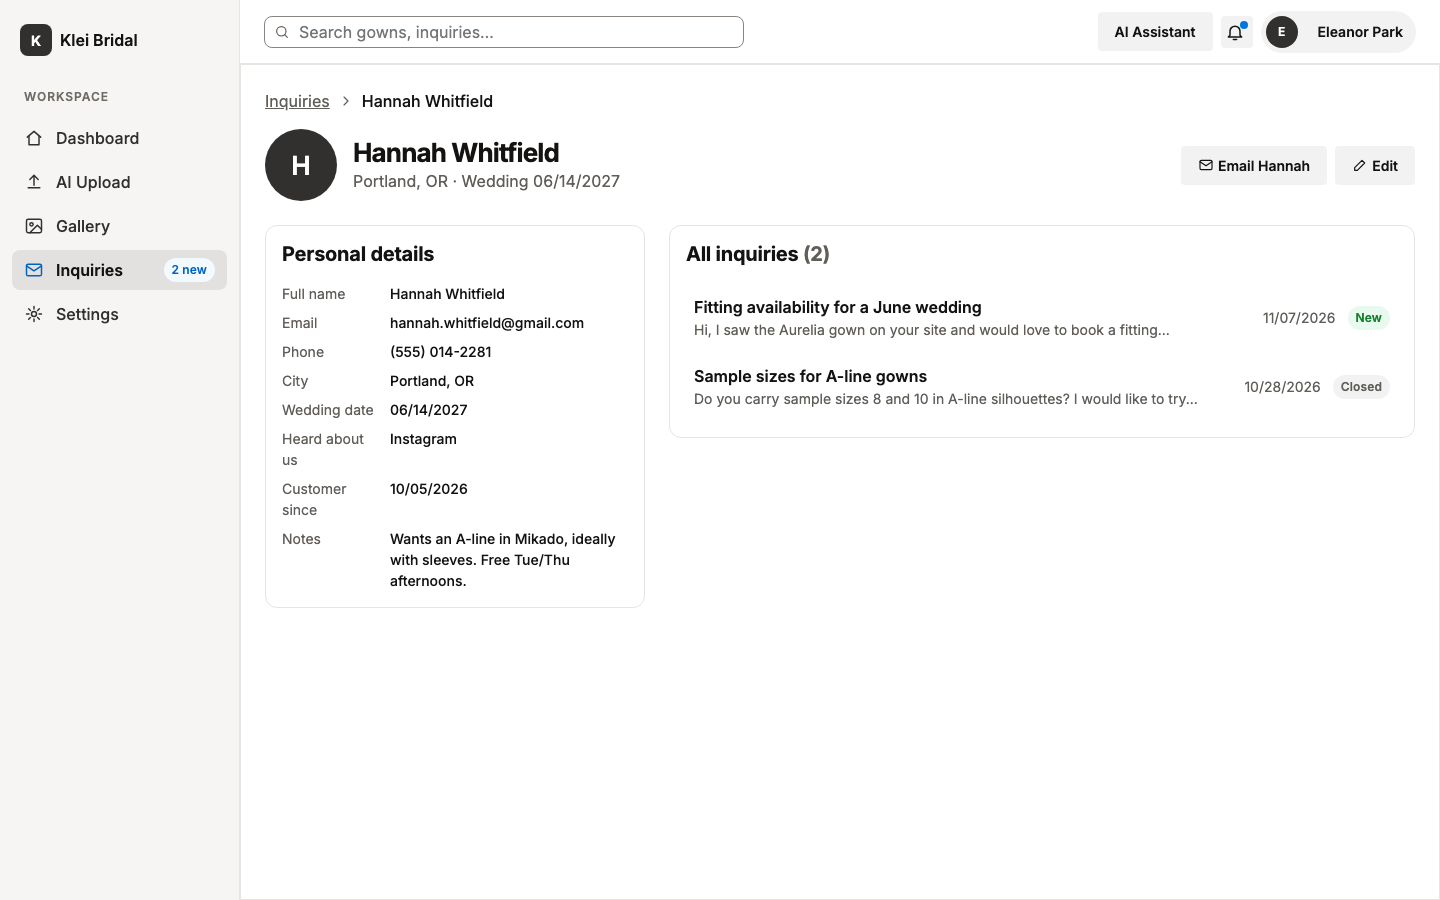 K
Klei Bridal
WORKSPACE
Dashboard
AI Upload
Gallery
Inquiries
2 new
Settings
Search gowns, inquiries...
AI Assistant
E
Eleanor Park
Inquiries
Hannah Whitfield
H
Hannah Whitfield
Portland, OR · Wedding 06/14/2027
Email Hannah
Edit
Personal details
Full name Hannah Whitfield
Email hannah.whitfield@gmail.com
Phone (555) 014-2281
City Portland, OR
Wedding date 06/14/2027
Heard about Instagram
us
Customer 10/05/2026
since
Notes Wants an A-line in Mikado, ideally
with sleeves. Free Tue/Thu
afternoons.
All inquiries (2)
Fitting availability for a June wedding
Hi, I saw the Aurelia gown on your site and would love to book a fitting...
11/07/2026 New
Sample sizes for A-line gowns
Do you carry sample sizes 8 and 10 in A-line silhouettes? I would like to try...
10/28/2026 Closed